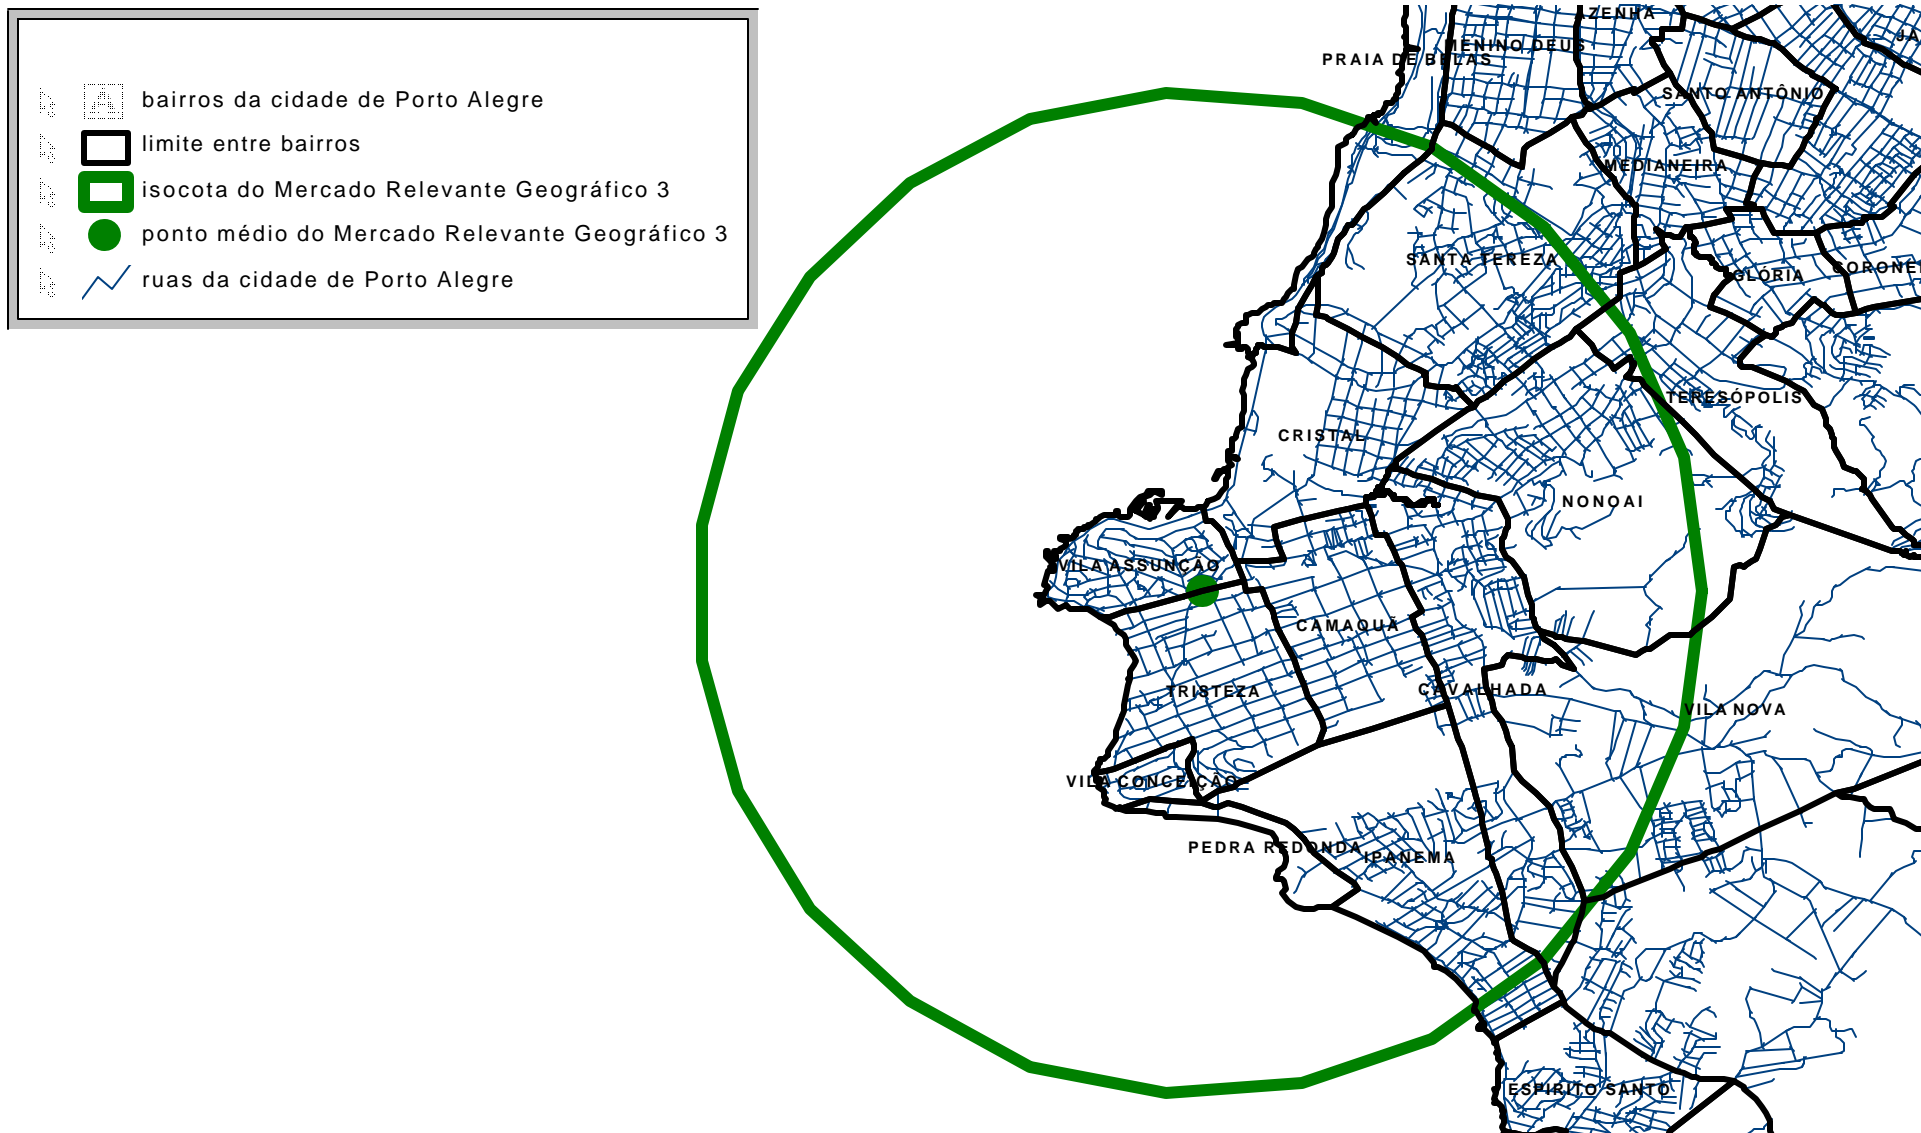 bairros da cidade de Porto Alegre
limite entre bairros
isocota do Mercado Relevante Geográfico 3
ponto médio do Mercado Relevante Geográfico 3
ruas da cidade de Porto Alegre
AZENHA
MENINO DEUS
PRAIA DE BELAS
SANTO ANTÔNIO
MEDIANEIRA
SANTA TEREZA
GLÓRIA
TERESÓPOLIS
CRISTAL
NONOAI
VILA ASSUNÇÃO
CAMAQUÃ
TRISTEZA
CAVALHADA
VILA NOVA
VILA CONCEIÇÃO
PEDRA REDONDA
IPANEMA
ESPIRITO SANTO